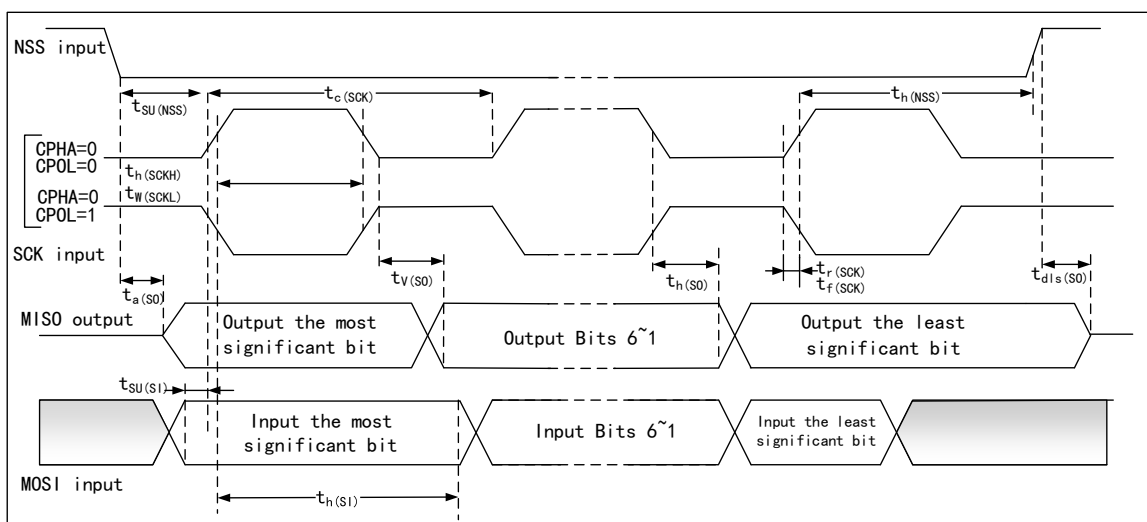 NSS input
tSU(NSS)
tc(SCK)
th(NSS)
CPHA=0
CPOL=0
th(SCKH)
CPHA=0
CPOL=1
tW(SCKL)
SCK input
ta(SO)
tV(SO)
th(SO)
tr(SCK)
tf(SCK)
tdls(SO)
MISO output
Output the most
significant bit
Output Bits 6~1
Output the least
significant bit
tSU(SI)
Input the most
significant bit
Input Bits 6~1
Input the least
significant bit
MOSI input
th(SI)